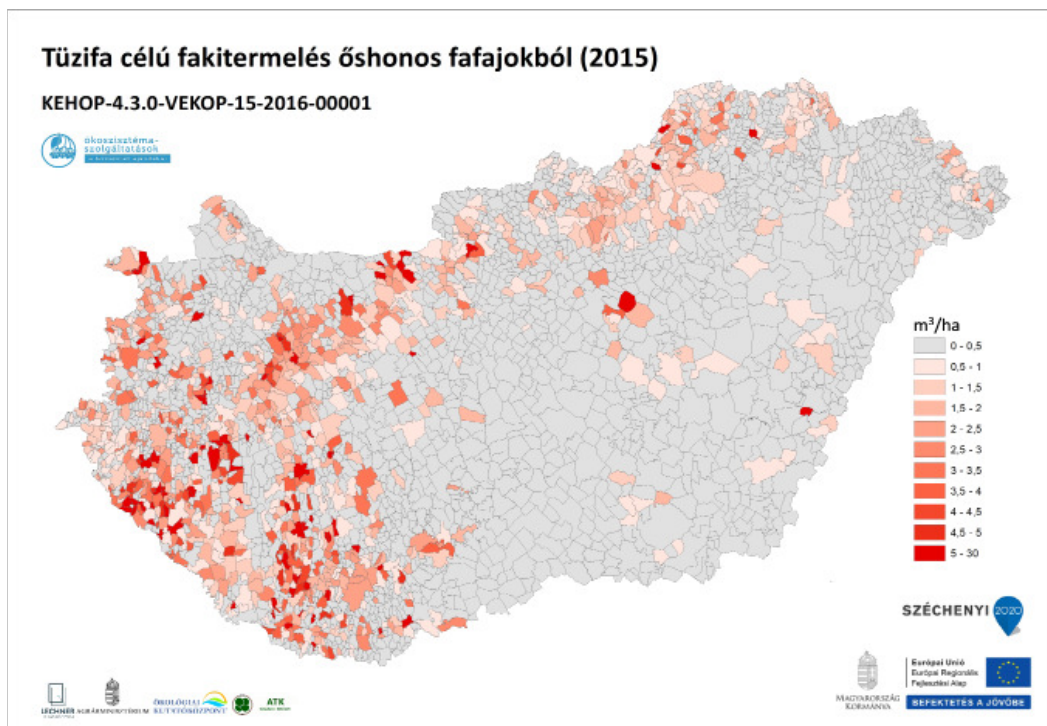 Tüzifa célú fakitermelés őshonos fafajokból (2015)
KEHOP-4.3.0-VEKOP-15-2016-00001
ökoszisztéma-
szolgáltatások
m³/ha
0 - 0,5
0,5 - 1
1 - 1,5
1,5 - 2
2 - 2,5
2,5 - 3
3 - 3,5
3,5 - 4
4 - 4,5
4,5 - 5
5 - 30
SZÉCHENYI 2020
LECHNER
AGRÁRMINISZTÉRIUM
ÖKOLÓGIAI
KUTATÓKÖZPONT
ATK
MAGYARORSZÁG
KORMÁNYA
Európai Unió
Európai Regionális
Fejlesztési Alap
BEFEKTETÉS A JÖVŐBE